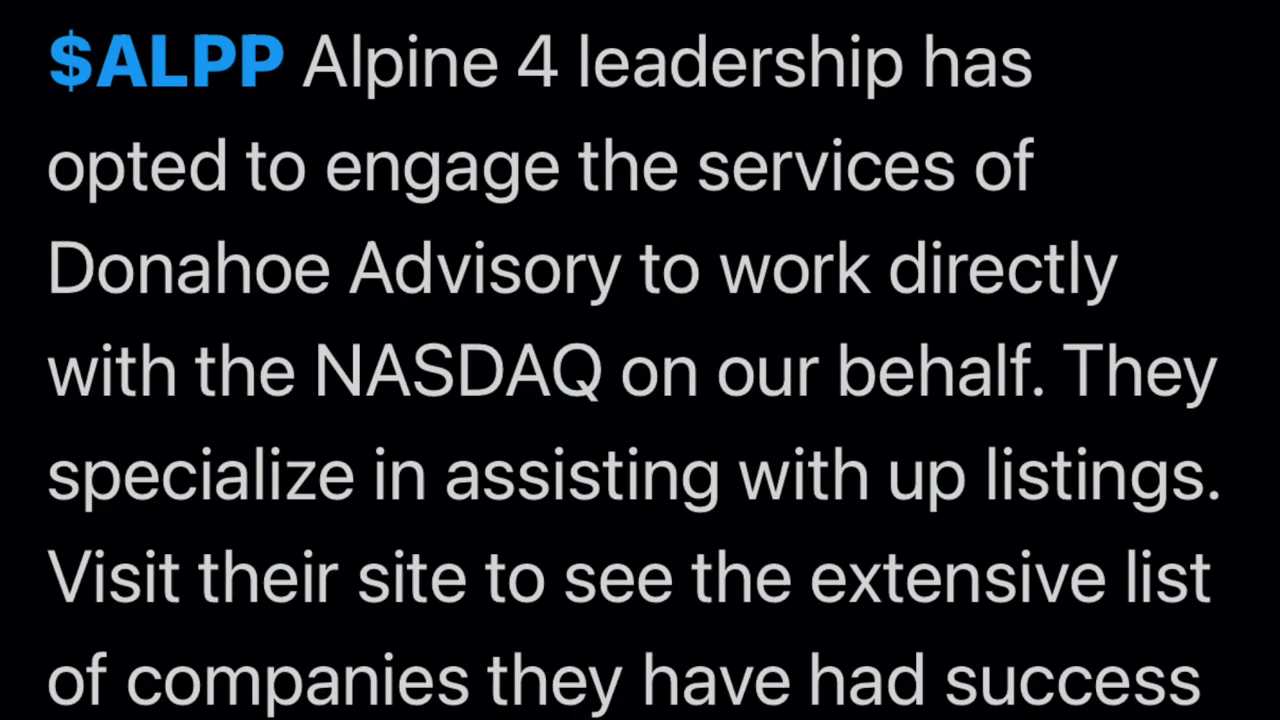 $ALPP Alpine 4 leadership has
opted to engage the services of
Donahoe Advisory to work directly
with the NASDAQ on our behalf. They
specialize in assisting with up listings.
Visit their site to see the extensive list
of companies they have had success